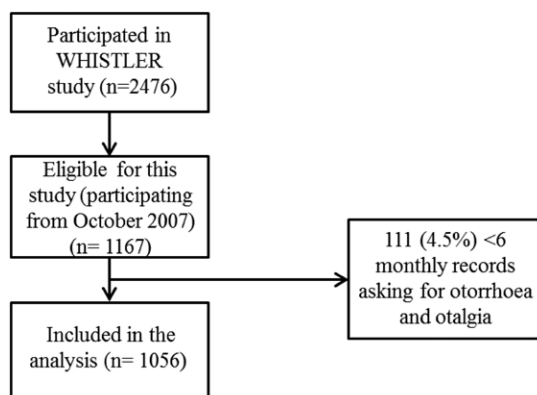 Participated in
WHISTLER
study (n=2476)
Eligible for this
study (participating
from October 2007)
(n= 1167)
111 (4.5%) <6
monthly records
asking for otorrhoea
and otalgia
Included in the
analysis (n= 1056)